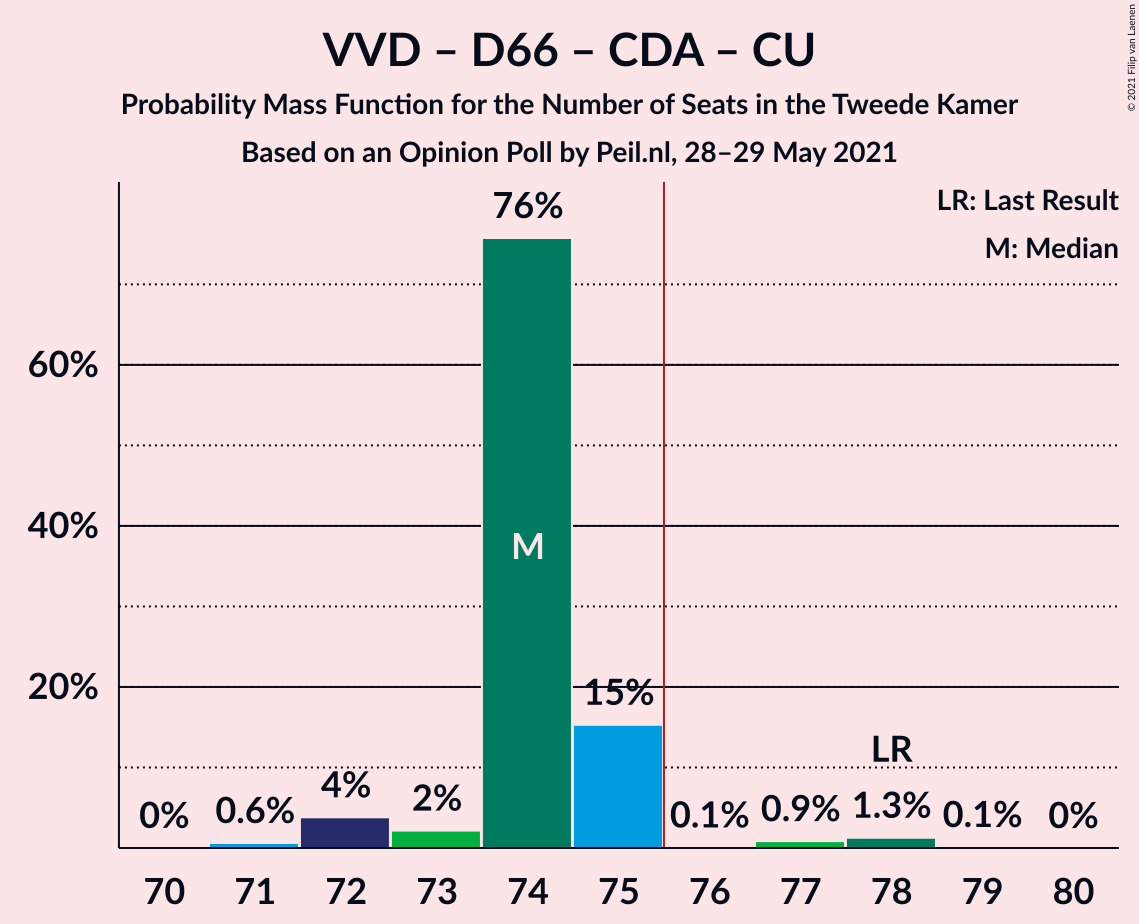 VVD – D66 – CDA – CU
Probability Mass Function for the Number of Seats in the Tweede Kamer
Based on an Opinion Poll by Peil.nl, 28–29 May 2021
© 2021 Filip van Laenen
LR: Last Result
M: Median
76%
60%
40%
20%
M
15%
LR
0%
0.6%
4%
2%
0.1%
0.9%
1.3%
0.1%
0%
70 71 72 73 74 75 76 77 78 79 80